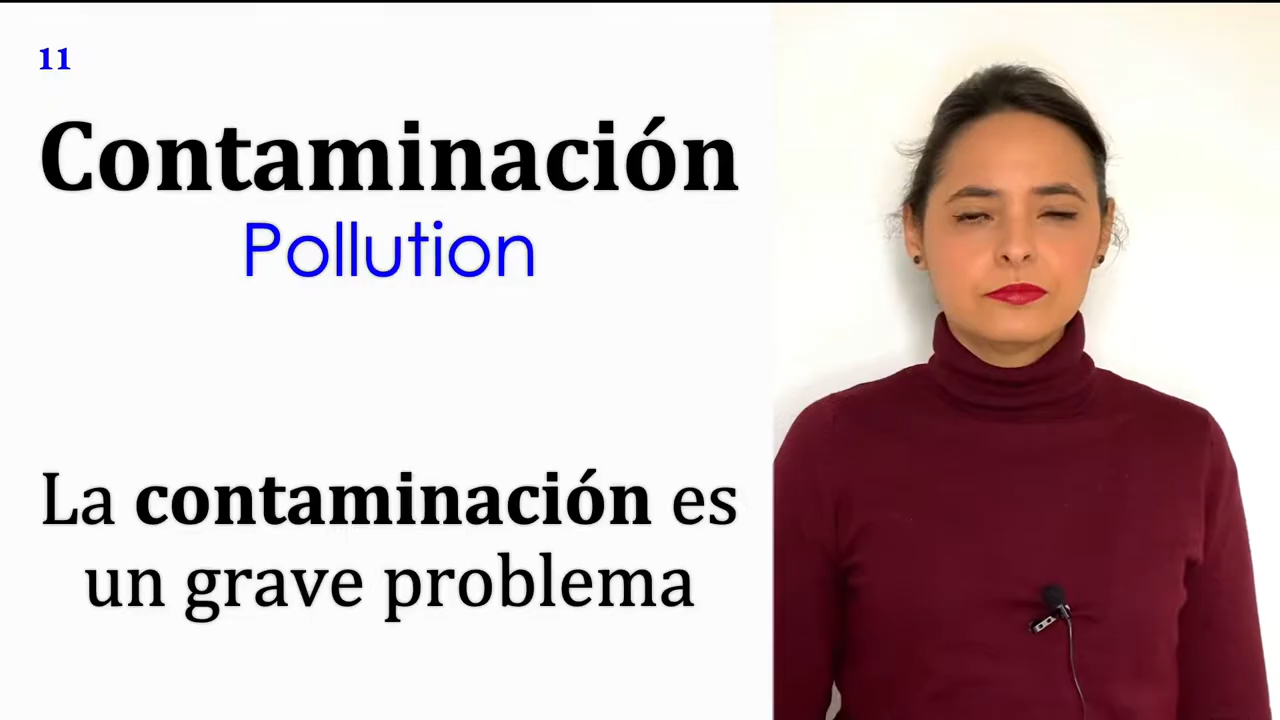 11
Contaminación
Pollution
La contaminación es
un grave problema